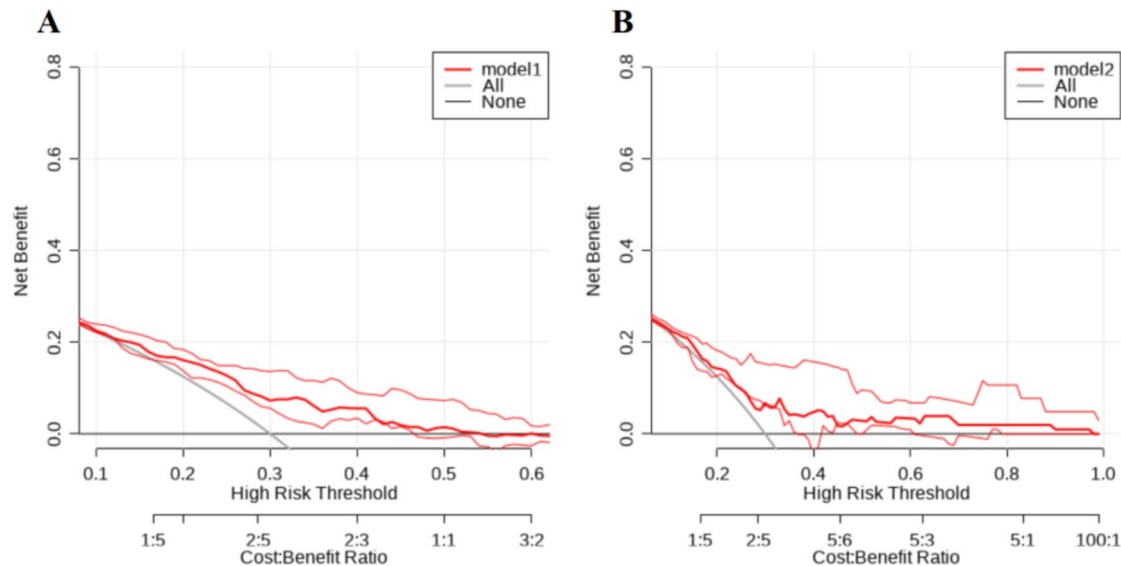 A
0.8
0.6
0.4
0.2
0.0
Net Benefit
model1
All
None
0.1 0.2 0.3 0.4 0.5 0.6
High Risk Threshold
1:5 2:5 2:3 1:1 3:2
Cost:Benefit Ratio
B
0.8
0.6
0.4
0.2
0.0
Net Benefit
model2
All
None
0.2 0.4 0.6 0.8 1.0
High Risk Threshold
1:5 2:5 5:6 5:3 5:1 100:1
Cost:Benefit Ratio